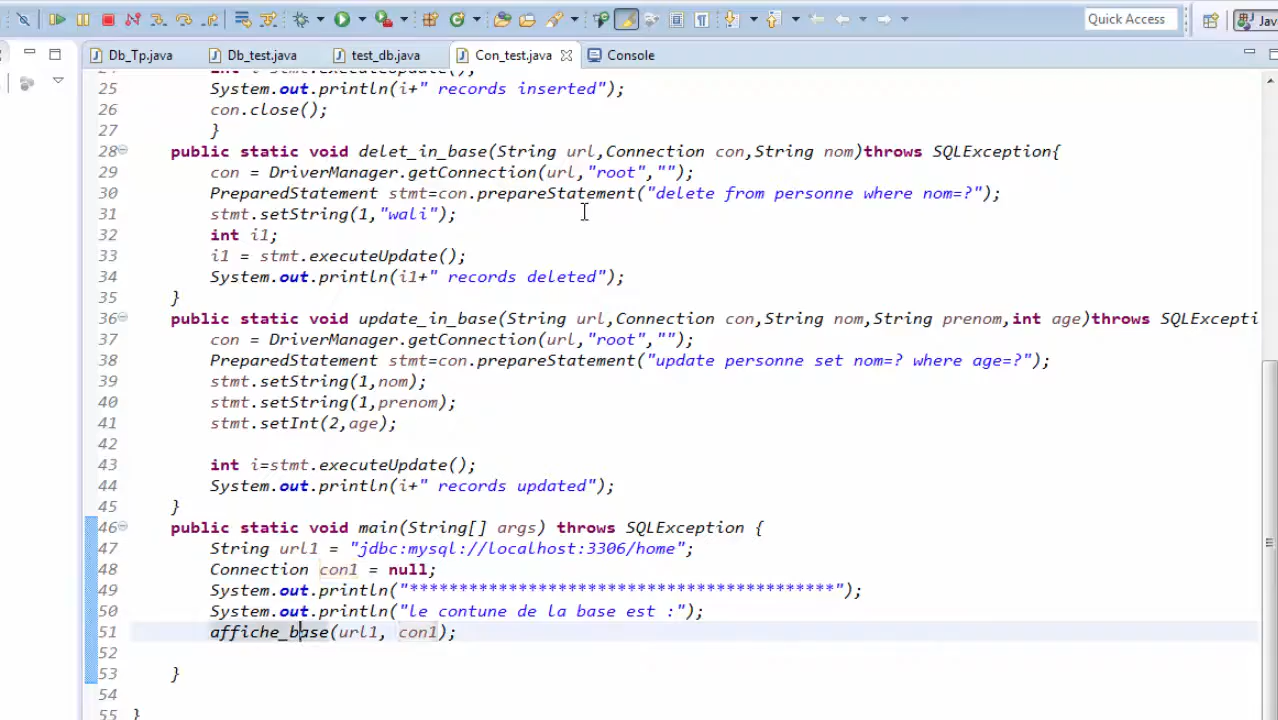 Quick Access
Jav
Db_Tp.java
Db_test.java
test_db.java
Con_test.java
Console
25 System.out.println(i+" records inserted");
26 con.close();
27 }
28 public static void delet_in_base(String url,Connection con,String nom)throws SQLException{
29 con = DriverManager.getConnection(url,"root","");
30 PreparedStatement stmt=con.prepareStatement("delete from personne where nom=?");
31 stmt.setString(1,"wali");
32 int i1;
33 i1 = stmt.executeUpdate();
34 System.out.println(i1+" records deleted");
35 }
36 public static void update_in_base(String url,Connection con,String nom,String prenom,int age)throws SQLExcepti
37 con = DriverManager.getConnection(url,"root","");
38 PreparedStatement stmt=con.prepareStatement("update personne set nom=? where age=?");
39 stmt.setString(1,nom);
40 stmt.setString(1,prenom);
41 stmt.setInt(2,age);
42
43 int i=stmt.executeUpdate();
44 System.out.println(i+" records updated");
45 }
46 public static void main(String[] args) throws SQLException {
47 String url1 = "jdbc:mysql://localhost:3306/home";
48 Connection con1 = null;
49 System.out.println("*******************************************");
50 System.out.println("le contune de la base est :");
51 affiche_base(url1, con1);
52
53 }
54
55 }